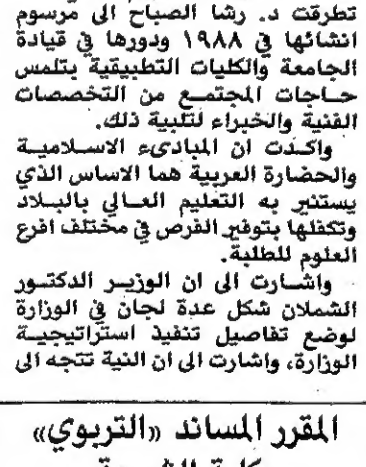 تطرقت د. رشا الصباح الى مرسوم
انشائها في ١٩٨٨ ودورها في قيادة
الجامعة والكليات التطبيقية بتلمس
حاجات المجتمع من التخصصات
الفنية والخبراء لتلبية ذلك.
واكدت ان المبادىء الاسلامية
والحضارة العربية هما الاساس الذي
يستنير به التعليم العالي بالبلاد
وتكفلها بتوفير الفرص في مختلف افرع
العلوم للطلبة.
واشارت الى ان الوزير الدكتور
الشملان شكل عدة لجان في الوزارة
لوضع تفاصيل تنفيذ استراتيجية
الوزارة، واشارت الى ان النية تتجه الى
المقرر المساند «التربوي»